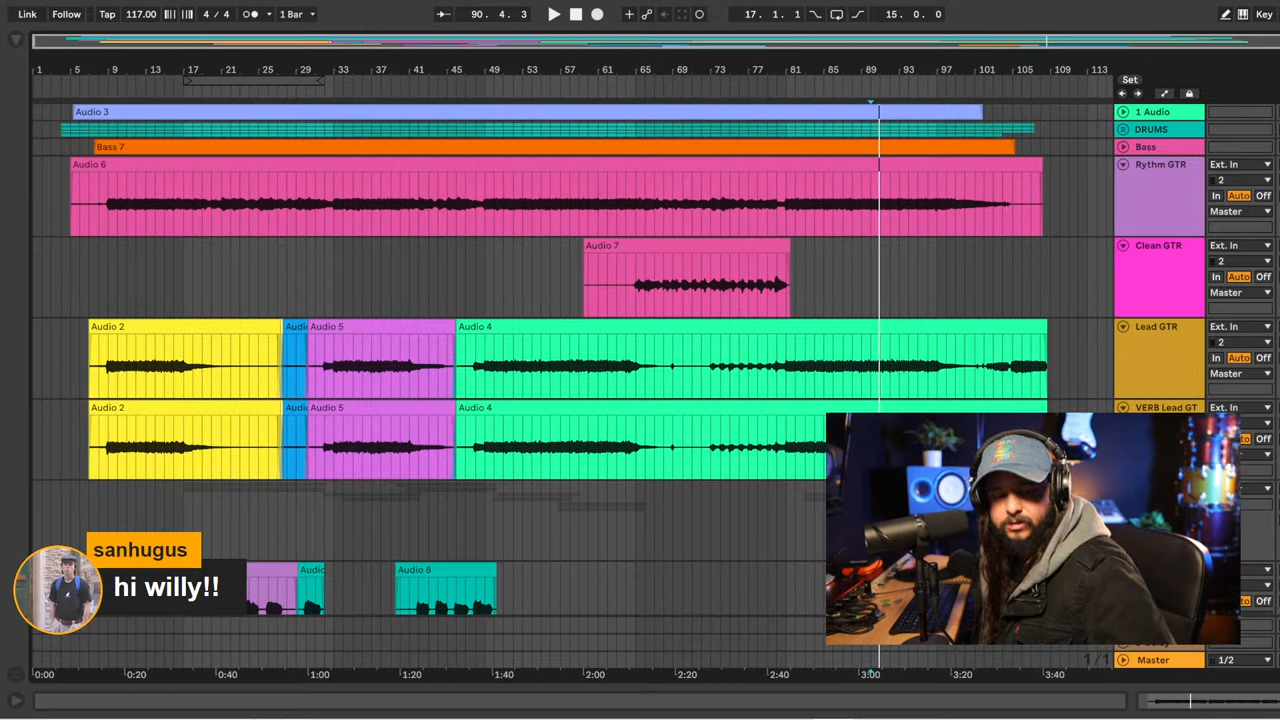 Link Follow Tap 117.00 4 / 4 1 Bar 90. 4. 3 17. 1. 1 15. 0. 0 Key
1 5 9 13 17 21 25 29 33 37 41 45 49 53 57 61 65 69 73 77 81 85 89 93 97 101 105 109 113
Set
Audio 3 1 Audio
DRUMS
Bass 7 Bass
Audio 6 Rythm GTR Ext. In
2
In Auto Off
Master
Audio 7 Clean GTR Ext. In
2
In Auto Off
Master
Audio 2 Audio 5 Audio 4 Lead GTR Ext. In
2
In Auto Off
Master
Audio 2 Audio 5 Audio 4 VERB Lead GT Ext. In
Off
sanhugus
hi willy!!
Audio 8
Off
1/1
Master 1/2
0:00 0:20 0:40 1:00 1:20 1:40 2:00 2:20 2:40 3:00 3:20 3:40